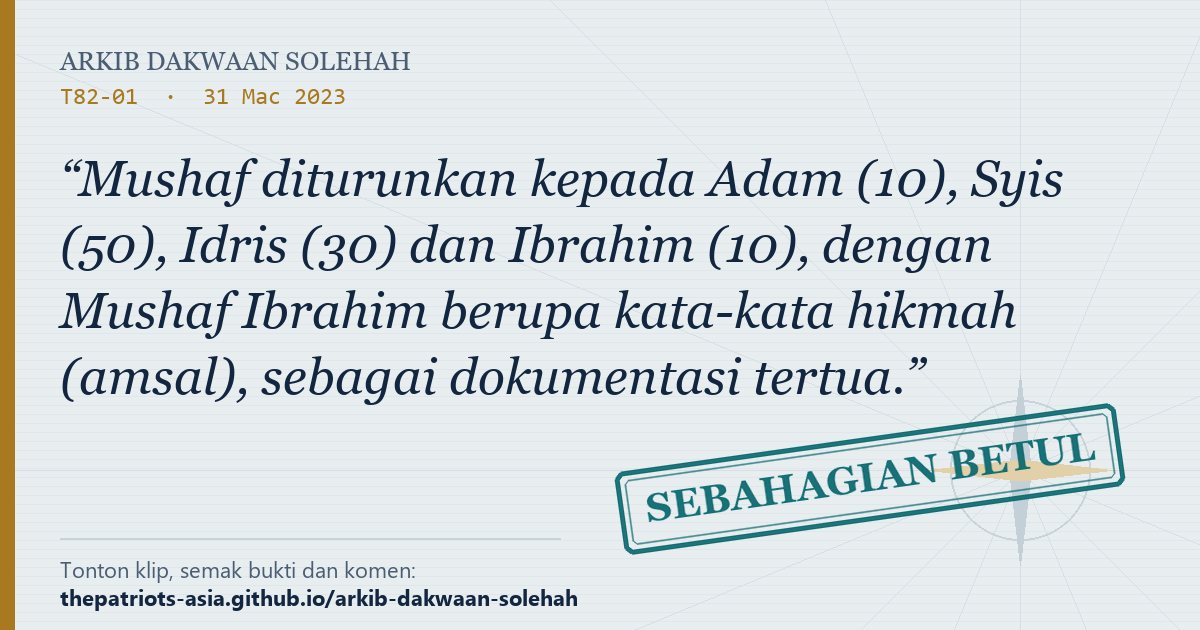 ARKIB DAKWAAN SOLEHAH
T82-01 · 31 Mac 2023
“Mushaf diturunkan kepada Adam (10), Syis
(50), Idris (30) dan Ibrahim (10), dengan
Mushaf Ibrahim berupa kata-kata hikmah
(amsal), sebagai dokumentasi tertua.”
SEBAHAGIAN BETUL
Tonton klip, semak bukti dan komen:
thepatriots-asia.github.io/arkib-dakwaan-solehah